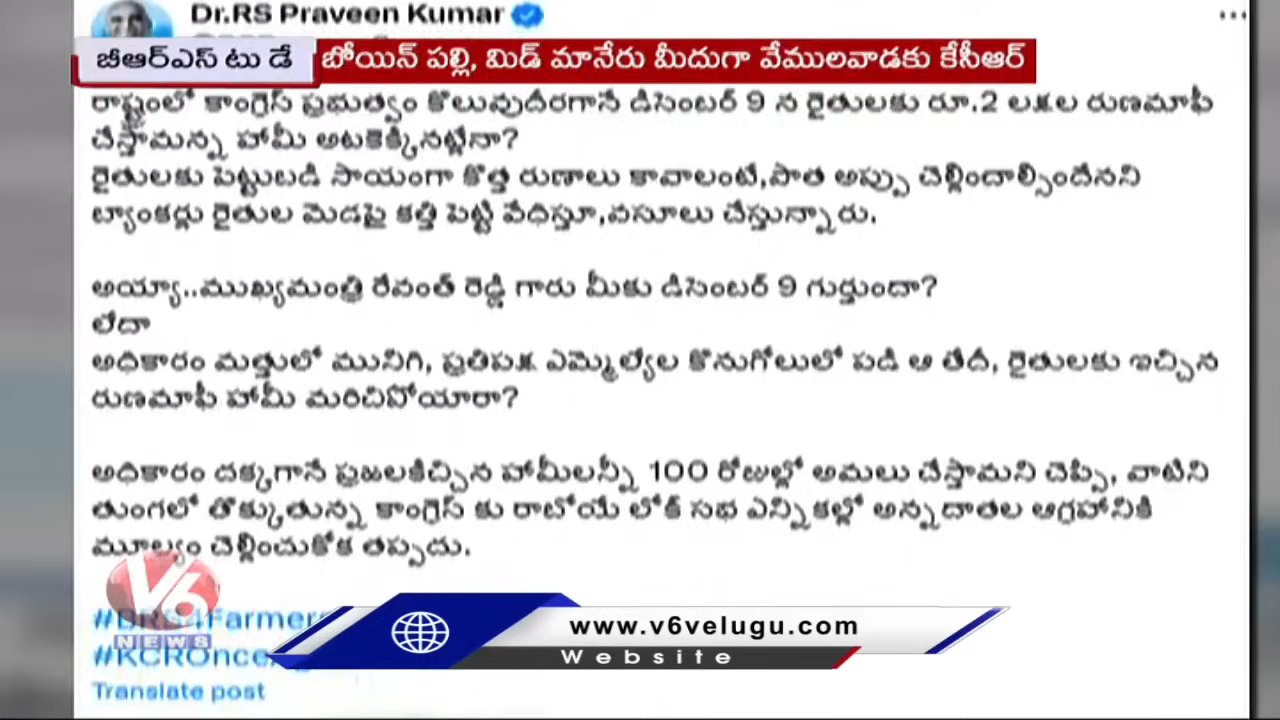 Dr.RS Praveen Kumar
బీఆర్ఎస్ టు డే
బోయిన్ పల్లి, మిడ్ మానేరు మీదుగా వేములవాడకు కేసీఆర్
రాష్ట్రంలో కాంగ్రెస్ ప్రభుత్వం కొలువుదీరగానే డిసెంబర్ 9 న రైతులకు రూ.2 లక్షల రుణమాఫీ
చేస్తామన్న హామీ అటకెక్కినట్లేనా?
రైతులకు పెట్టుబడి సాయంగా కొత్త రుణాలు కావాలంటే,పాత అప్పు చెల్లించాల్సిందేనని
బ్యాంకర్లు రైతుల మెడపై కత్తి పెట్టి వేధిస్తూ,వసూలు చేస్తున్నారు.
అయ్యా..ముఖ్యమంత్రి రేవంత్ రెడ్డి గారు మీకు డిసెంబర్ 9 గుర్తుందా?
లేదా
అధికారం మత్తులో మునిగి, ప్రతిపక్ష ఎమ్మెల్యేల కొనుగోలులో పడి ఆ తేదీ, రైతులకు ఇచ్చిన
రుణమాఫీ హామీ మరిచిపోయారా?
అధికారం దక్కగానే ప్రజలకిచ్చిన హామీలన్నీ 100 రోజుల్లో అమలు చేస్తామని చెప్పి, వాటిని
తుంగలో తొక్కుతున్న కాంగ్రెస్ కు రాబోయే లోక్ సభ ఎన్నికల్లో అన్నదాతల ఆగ్రహానికి
మూల్యం చెల్లించుకోక తప్పదు.
#BRS4Farmers
#KCROnce
Translate post
V6
NEWS
www.v6velugu.com
Website